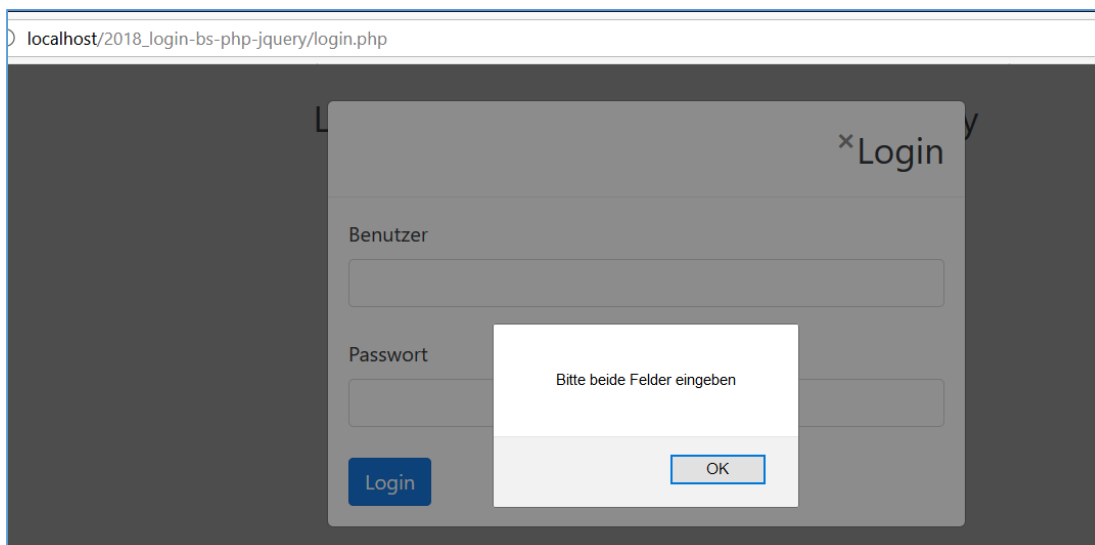 localhost/2018_login-bs-php-jquery/login.php
L y
×Login
Benutzer
Passwort
Bitte beide Felder eingeben
OK
Login